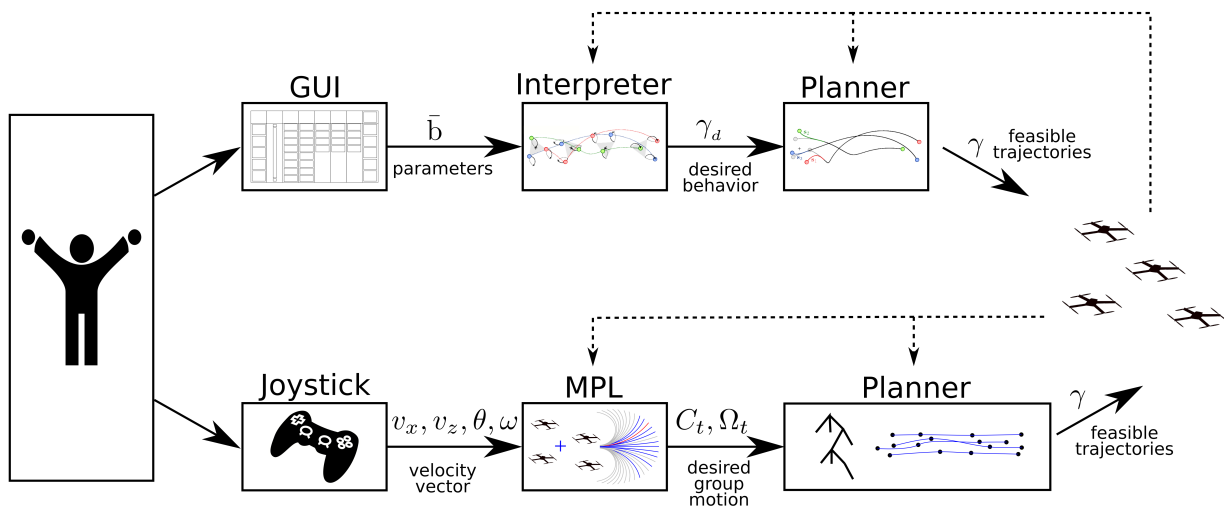 GUI
Interpreter
Planner
b̄
parameters
γ_d
desired
behavior
γ
feasible
trajectories
Joystick
MPL
Planner
v_x, v_z, θ, ω
velocity
vector
C_t, Ω_t
desired
group
motion
γ
feasible
trajectories